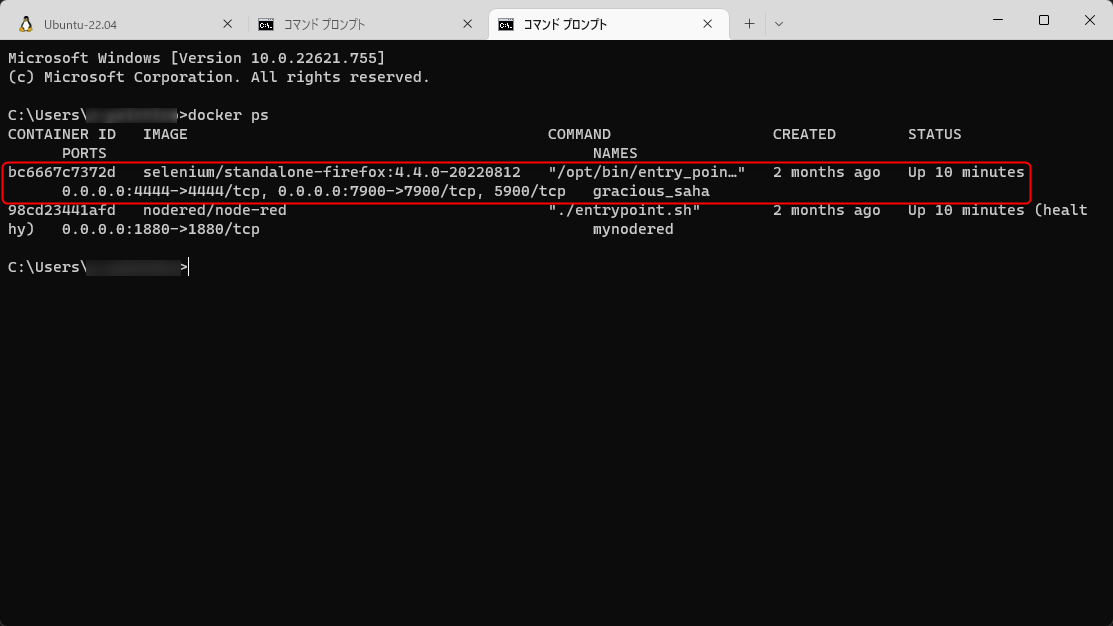 Ubuntu-22.04
コマンド プロンプト
コマンド プロンプト
Microsoft Windows [Version 10.0.22621.755]
(c) Microsoft Corporation. All rights reserved.
C:\Users\>docker ps
CONTAINER ID   IMAGE                                        COMMAND                  CREATED        STATUS
      PORTS                                                      NAMES
bc6667c7372d   selenium/standalone-firefox:4.4.0-20220812   "/opt/bin/entry_poin…"   2 months ago   Up 10 minutes
      0.0.0.0:4444->4444/tcp, 0.0.0.0:7900->7900/tcp, 5900/tcp   gracious_saha
98cd23441afd   nodered/node-red                             "./entrypoint.sh"        2 months ago   Up 10 minutes (healt
hy)   0.0.0.0:1880->1880/tcp                                     mynodered
C:\Users\>